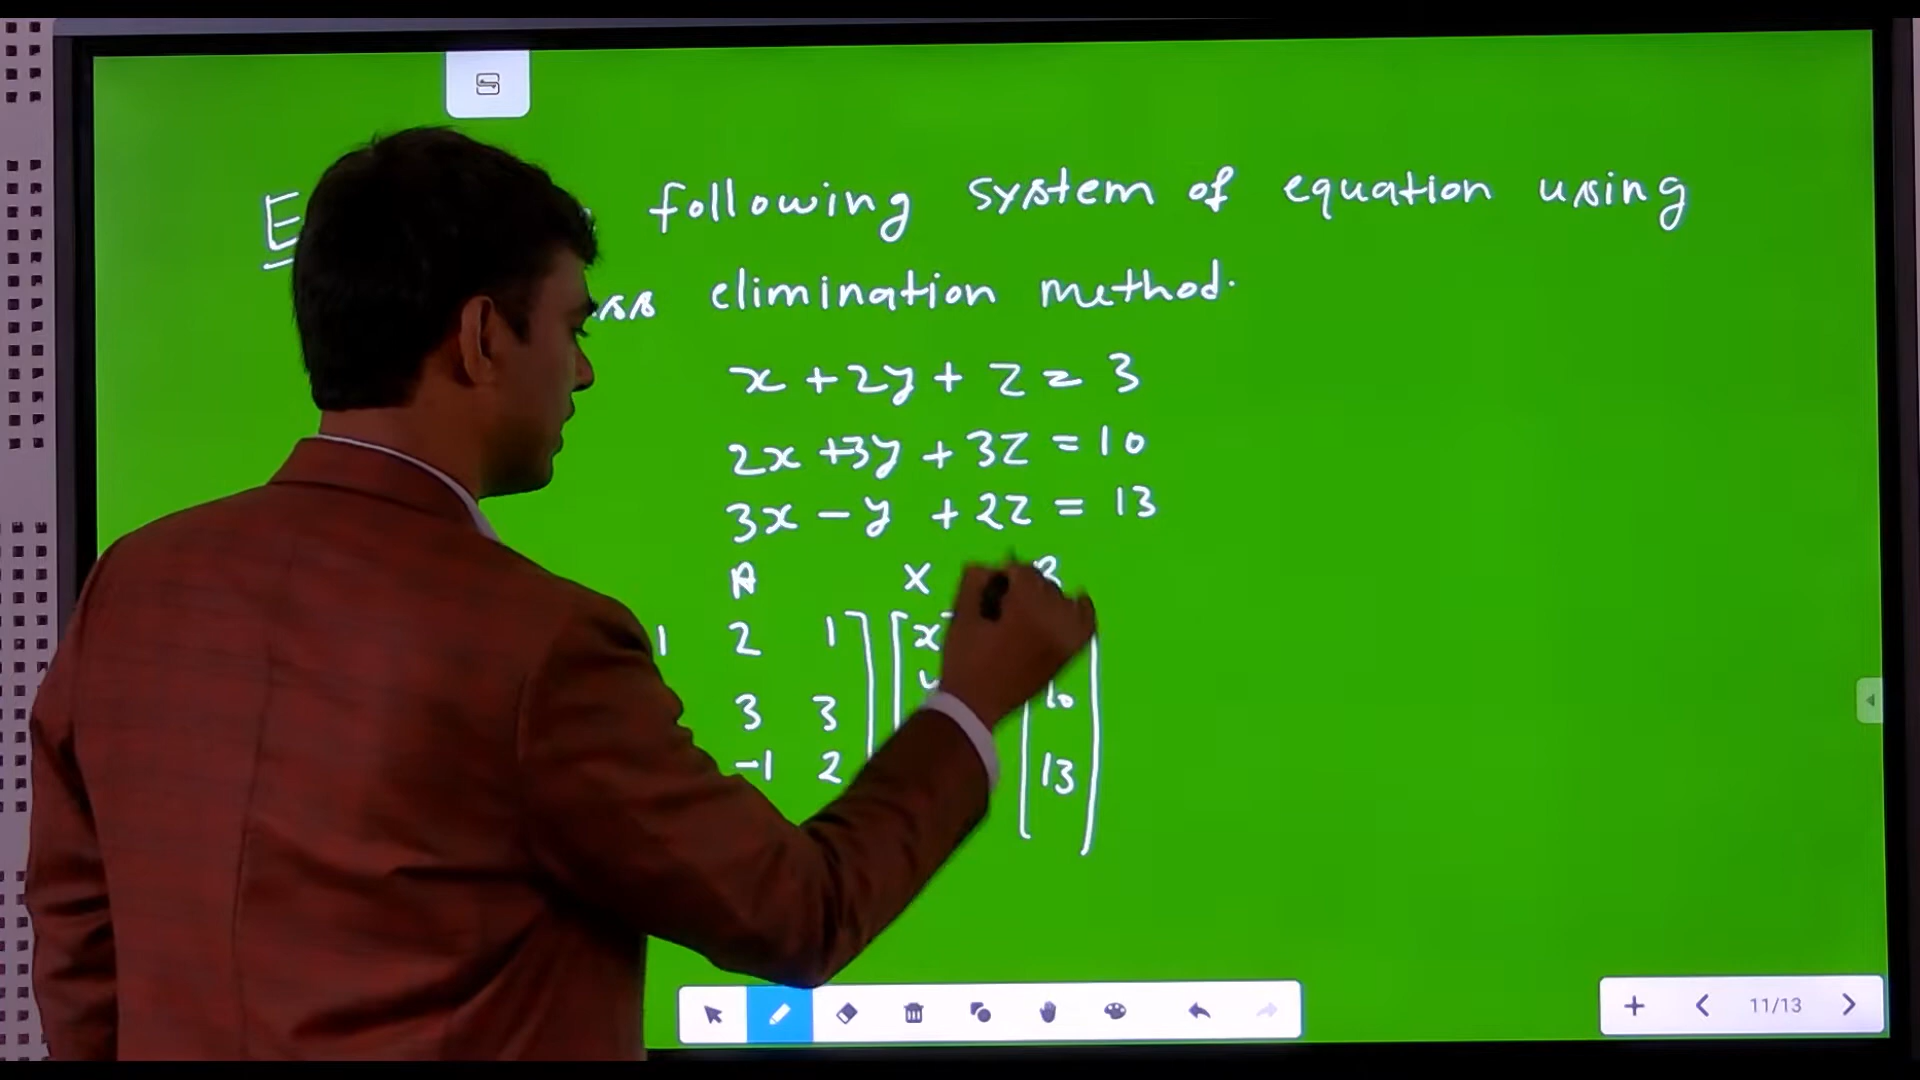 following system of equation using
elimination method.
x + 2y + z = 3
2x + 3y + 3z = 10
3x - y + 2z = 13
A X B
1 2 1 x
3 3 y 10
-1 2 13
11/13